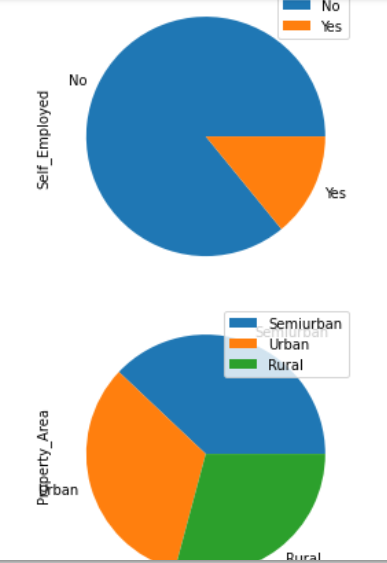 No
Yes
No
Self_Employed
Yes
Semiurban
Semiurban
Urban
Rural
Property_Area
Urban
Rural